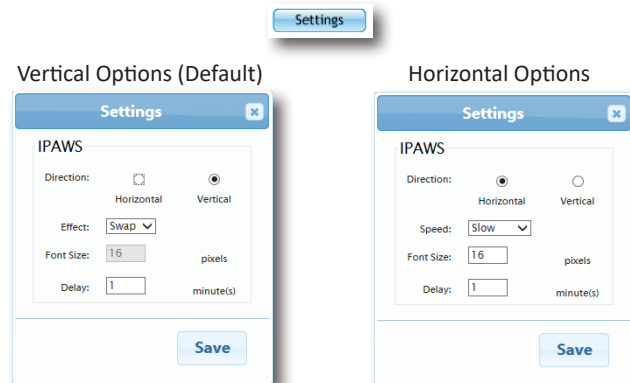 Settings
Vertical Options (Default)
Settings
IPAWS
Direction:
Horizontal Vertical
Effect: Swap
Font Size: 16 pixels
Delay: 1 minute(s)
Save
Horizontal Options
Settings
IPAWS
Direction:
Horizontal Vertical
Speed: Slow
Font Size: 16 pixels
Delay: 1 minute(s)
Save